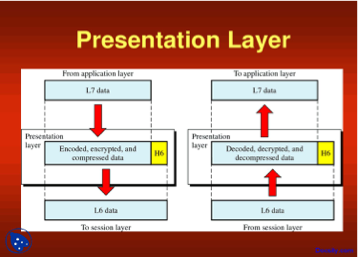 Presentation Layer
From application layer
L7 data
Presentation
layer
Encoded, encrypted, and
compressed data
H6
L6 data
To session layer
To application layer
L7 data
Presentation
layer
Decoded, decrypted, and
decompressed data
H6
L6 data
From session layer